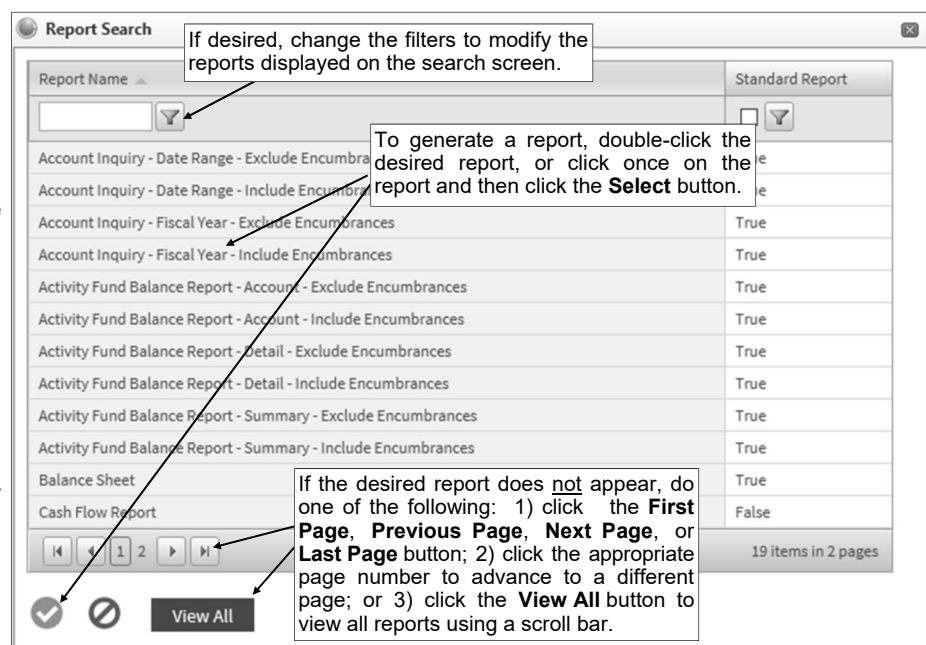 Report Search
If desired, change the filters to modify the
reports displayed on the search screen.
Report Name
Standard Report
To generate a report, double-click the
desired report, or click once on the
report and then click the Select button.
Account Inquiry - Date Range - Exclude
Account Inquiry - Date Range - Include
Account Inquiry - Fiscal Year - Exclude Encumbrances True
Account Inquiry - Fiscal Year - Include Encumbrances True
Activity Fund Balance Report - Account - Exclude Encumbrances True
Activity Fund Balance Report - Account - Include Encumbrances True
Activity Fund Balance Report - Detail - Exclude Encumbrances True
Activity Fund Balance Report - Detail - Include Encumbrances True
Activity Fund Balance Report - Summary - Exclude Encumbrances True
Activity Fund Balance Report - Summary - Include Encumbrances True
Balance Sheet True
Cash Flow Report False
If the desired report does not appear, do
one of the following: 1) click the First
Page, Previous Page, Next Page, or
Last Page button; 2) click the appropriate
page number to advance to a different
page; or 3) click the View All button to
view all reports using a scroll bar.
1 2
19 items in 2 pages
View All